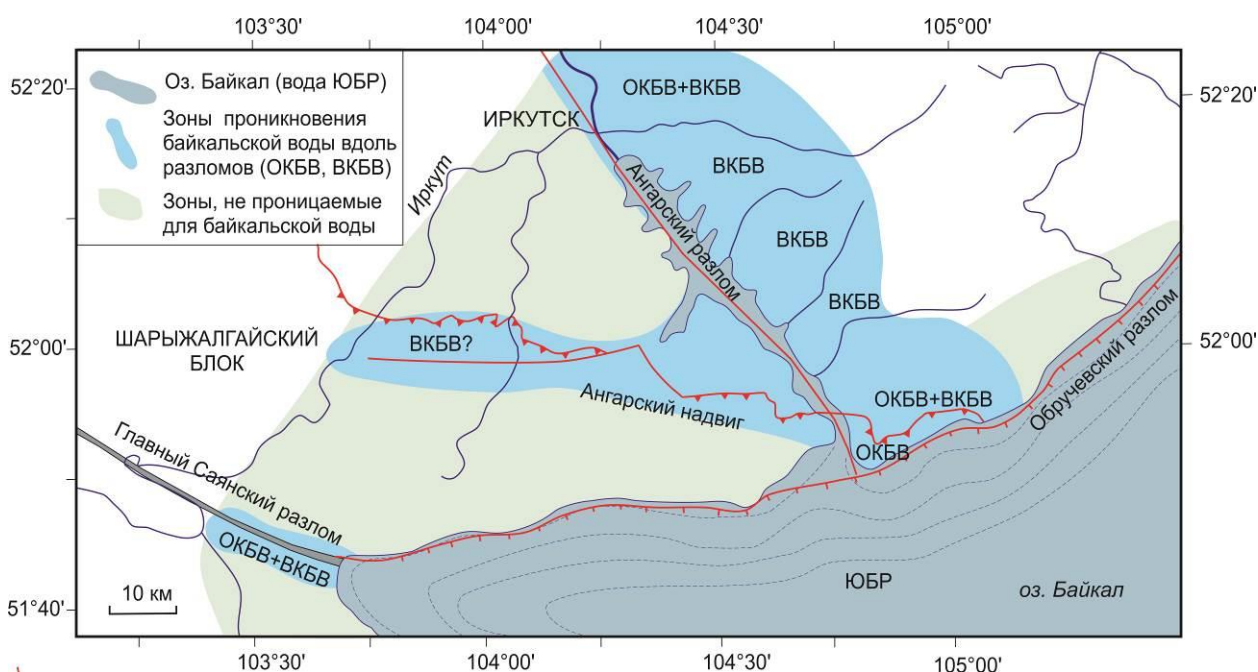 103°30'
104°00'
104°30'
105°00'
52°20'
52°20'
Оз. Байкал (вода ЮБР)
Зоны проникновения
байкальской воды вдоль
разломов (ОКБВ, ВКБВ)
Зоны, не проницаемые
для байкальской воды
ОКБВ+ВКБВ
ИРКУТСК
ВКБВ
Иркут
Ангарский разлом
ВКБВ
ВКБВ
52°00'
52°00'
ШАРЫЖАЛГАЙСКИЙ
БЛОК
ВКБВ?
Ангарский надвиг
ОКБВ+ВКБВ
Обручевский разлом
ОКБВ
Главный Саянский разлом
ОКБВ+ВКБВ
10 км
ЮБР
оз. Байкал
51°40'
51°40'
103°30'
104°00'
104°30'
105°00'